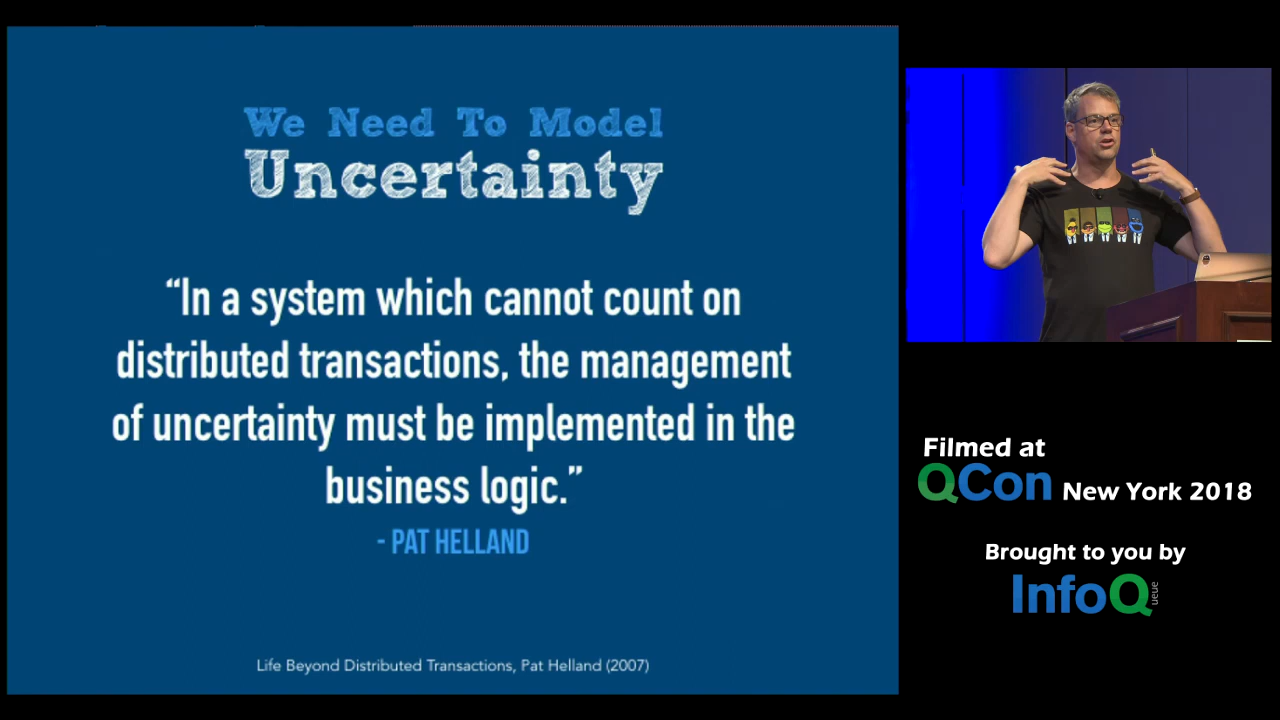 We Need To Model
Uncertainty
“In a system which cannot count on
distributed transactions, the management
of uncertainty must be implemented in the
business logic.”
- PAT HELLAND
Life Beyond Distributed Transactions, Pat Helland (2007)
Filmed at
QCon New York 2018
Brought to you by
InfoQueue